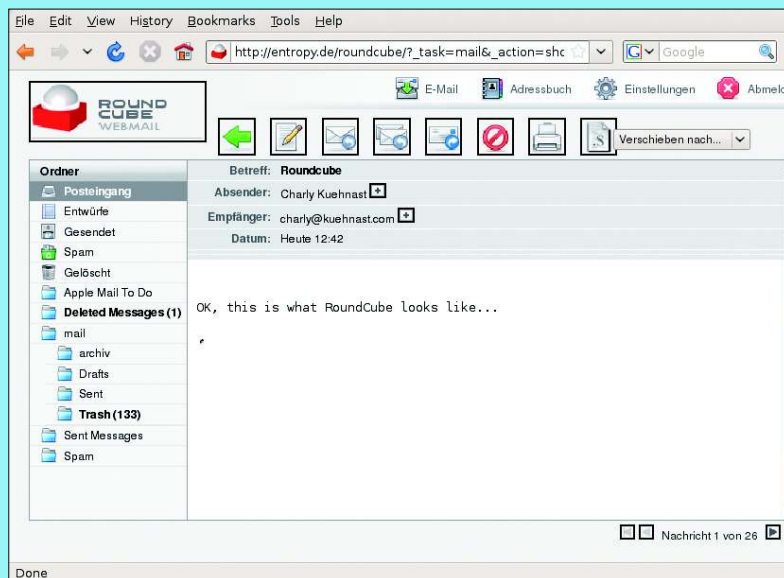 File Edit View History Bookmarks Tools Help
http://entropy.de/roundcube/?_task=mail&_action=shc
G Google
ROUND
CUBE
WEBMAIL
E-Mail Adressbuch Einstellungen Abmeld
Verschieben nach...
Ordner
Posteingang
Entwürfe
Gesendet
Spam
Gelöscht
Apple Mail To Do
Deleted Messages (1)
mail
archiv
Drafts
Sent
Trash (133)
Sent Messages
Spam
Betreff: Roundcube
Absender: Charly Kuehnast
Empfänger: charly@kuehnast.com
Datum: Heute 12:42
OK, this is what RoundCube looks like...
Nachricht 1 von 26
Done